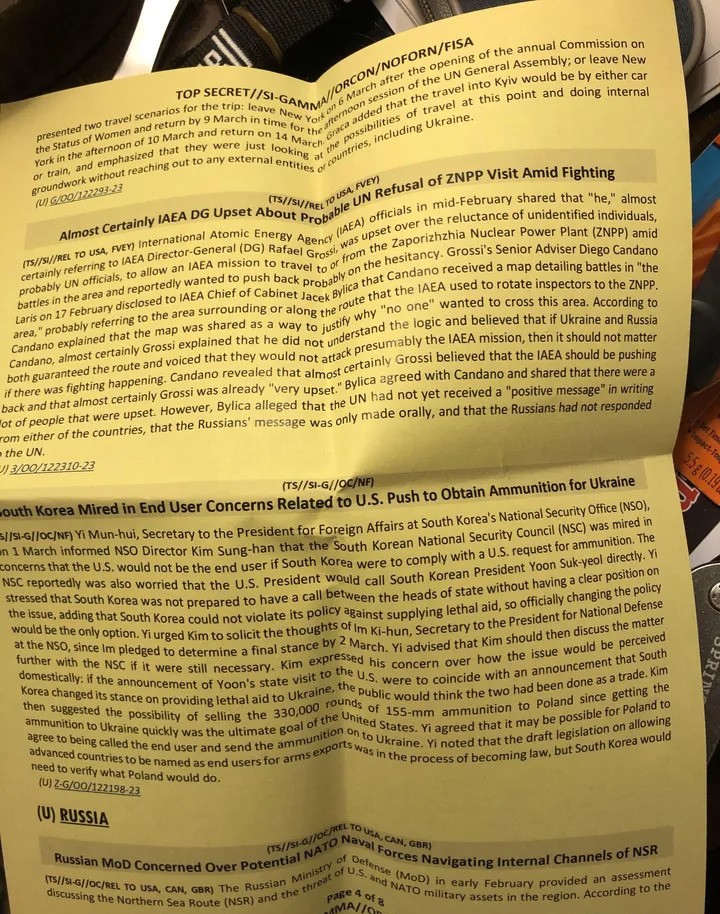 TOP SECRET//SI-GAMMA//ORCON/NOFORN/FISA
presented two travel scenarios for the trip: leave New York on 6 March after the opening of the annual Commission on
the Status of Women and return by 9 March in time for the afternoon session of the UN General Assembly; or leave New
York in the afternoon of 10 March and return on 14 March. Graca added that the travel into Kyiv would be by either car
or train, and emphasized that they were just looking at the possibilities of travel at this point and doing internal
groundwork without reaching out to any external entities or countries, including Ukraine.
(U) G/OO/122293-23
(TS//SI//REL TO USA, FVEY)
Almost Certainly IAEA DG Upset About Probable UN Refusal of ZNPP Visit Amid Fighting
(TS//SI//REL TO USA, FVEY) International Atomic Energy Agency (IAEA) officials in mid-February shared that "he," almost
certainly referring to IAEA Director-General (DG) Rafael Grossi, was upset over the reluctance of unidentified individuals,
probably UN officials, to allow an IAEA mission to travel to or from the Zaporizhzhia Nuclear Power Plant (ZNPP) amid
battles in the area and reportedly wanted to push back probably on the hesitancy. Grossi's Senior Adviser Diego Candano
Laris on 17 February disclosed to IAEA Chief of Cabinet Jacek Bylica that Candano received a map detailing battles in "the
area," probably referring to the area surrounding or along the route that the IAEA used to rotate inspectors to the ZNPP.
Candano explained that the map was shared as a way to justify why "no one" wanted to cross this area. According to
Candano, almost certainly Grossi explained that he did not understand the logic and believed that if Ukraine and Russia
both guaranteed the route and voiced that they would not attack presumably the IAEA mission, then it should not matter
if there was fighting happening. Candano revealed that almost certainly Grossi believed that the IAEA should be pushing
back and that almost certainly Grossi was already "very upset." Bylica agreed with Candano and shared that there were a
lot of people that were upset. However, Bylica alleged that the UN had not yet received a "positive message" in writing
rom either of the countries, that the Russians' message was only made orally, and that the Russians had not responded
the UN.
U) 3/OO/122310-23
(TS//SI-G//OC/NF)
South Korea Mired in End User Concerns Related to U.S. Push to Obtain Ammunition for Ukraine
S//SI-G//OC/NF) Yi Mun-hui, Secretary to the President for Foreign Affairs at South Korea's National Security Office (NSO),
n 1 March informed NSO Director Kim Sung-han that the South Korean National Security Council (NSC) was mired in
concerns that the U.S. would not be the end user if South Korea were to comply with a U.S. request for ammunition. The
NSC reportedly was also worried that the U.S. President would call South Korean President Yoon Suk-yeol directly. Yi
stressed that South Korea was not prepared to have a call between the heads of state without having a clear position on
the issue, adding that South Korea could not violate its policy against supplying lethal aid, so officially changing the policy
would be the only option. Yi urged Kim to solicit the thoughts of Im Ki-hun, Secretary to the President for National Defense
at the NSO, since Im pledged to determine a final stance by 2 March. Yi advised that Kim should then discuss the matter
further with the NSC if it were still necessary. Kim expressed his concern over how the issue would be perceived
domestically: if the announcement of Yoon's state visit to the U.S. were to coincide with an announcement that South
Korea changed its stance on providing lethal aid to Ukraine, the public would think the two had been done as a trade. Kim
then suggested the possibility of selling the 330,000 rounds of 155-mm ammunition to Poland since getting the
ammunition to Ukraine quickly was the ultimate goal of the United States. Yi agreed that it may be possible for Poland to
agree to being called the end user and send the ammunition on to Ukraine. Yi noted that the draft legislation on allowing
advanced countries to be named as end users for arms exports was in the process of becoming law, but South Korea would
need to verify what Poland would do.
(U) Z-G/OO/122198-23
(U) RUSSIA
(TS//SI-G//OC/REL TO USA, CAN, GBR)
Russian MoD Concerned Over Potential NATO Naval Forces Navigating Internal Channels of NSR
(TS//SI-G//OC/REL TO USA, CAN, GBR) The Russian Ministry of Defense (MoD) in early February provided an assessment
discussing the Northern Sea Route (NSR) and the threat of U.S. and NATO military assets in the region. According to the
Page 4 of 8